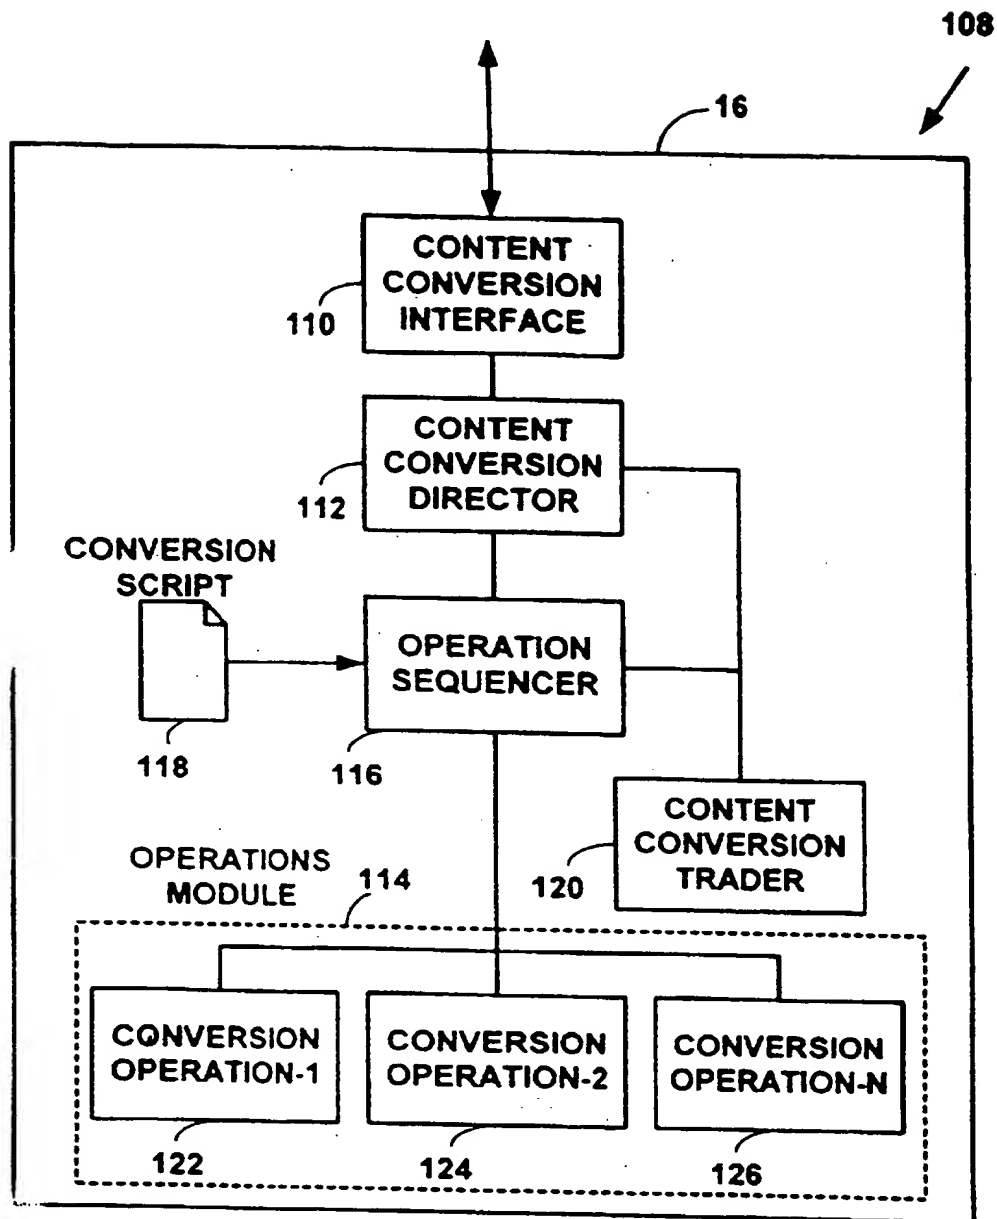 108
16
CONTENT
CONVERSION
INTERFACE
110
CONTENT
CONVERSION
DIRECTOR
112
CONVERSION
SCRIPT
118
OPERATION
SEQUENCER
116
CONTENT
CONVERSION
TRADER
120
OPERATIONS
MODULE
114
CONVERSION
OPERATION-1
122
CONVERSION
OPERATION-2
124
CONVERSION
OPERATION-N
126